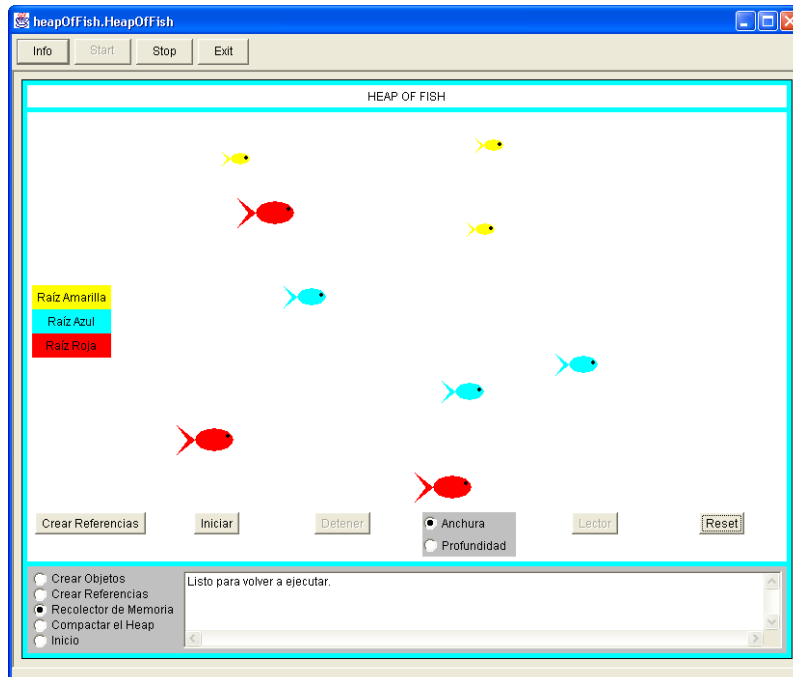 heapOfFish.HeapOfFish
Info Start Stop Exit
HEAP OF FISH
Raíz Amarilla
Raíz Azul
Raíz Roja
Crear Referencias Iniciar Detener Anchura Lector Reset
Profundidad
Crear Objetos
Crear Referencias
Recolector de Memoria
Compactar el Heap
Inicio
Listo para volver a ejecutar.